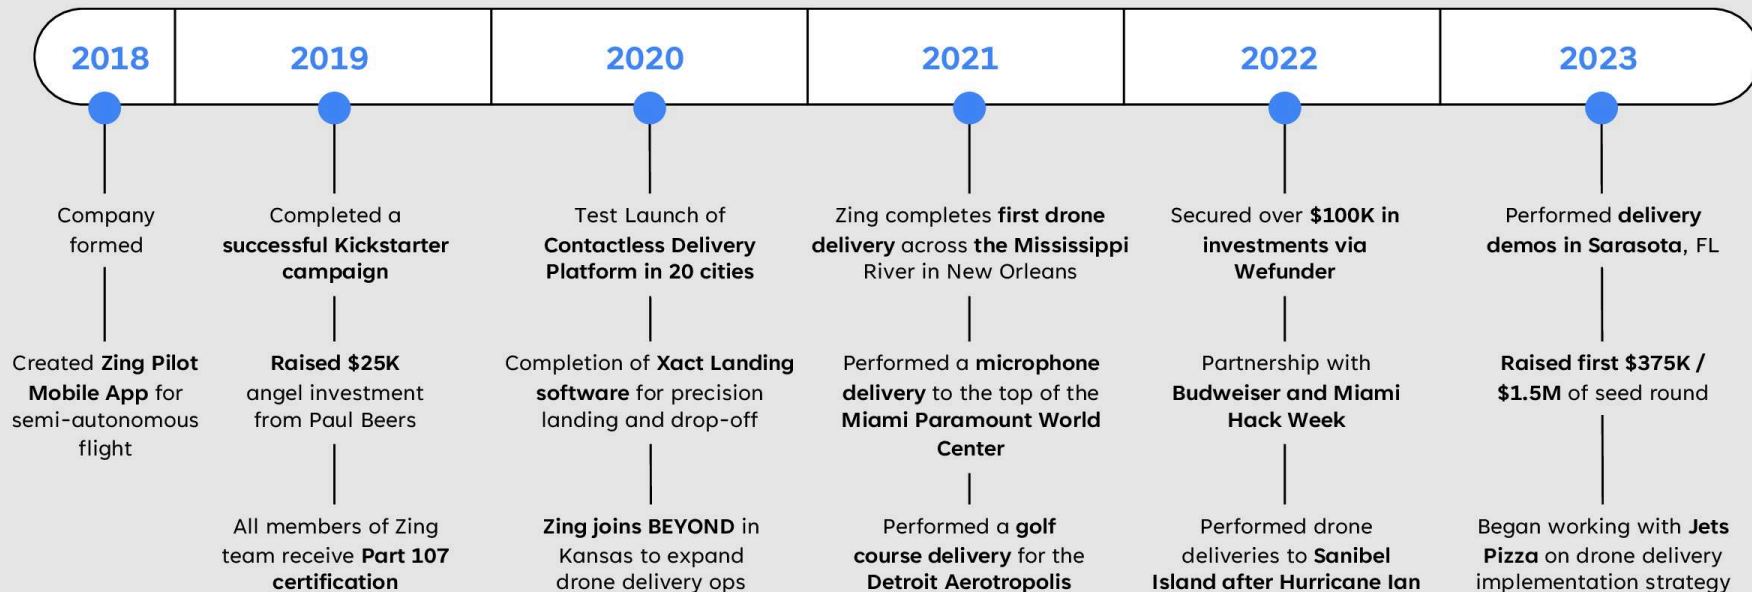 2018
2019
2020
2021
2022
2023
Company
formed
Created Zing Pilot
Mobile App for
semi-autonomous
flight
Completed a
successful Kickstarter
campaign
Raised $25K
angel investment
from Paul Beers
All members of Zing
team receive Part 107
certification
Test Launch of
Contactless Delivery
Platform in 20 cities
Completion of Xact Landing
software for precision
landing and drop-off
Zing joins BEYOND in
Kansas to expand
drone delivery ops
Zing completes first drone
delivery across the Mississippi
River in New Orleans
Performed a microphone
delivery to the top of the
Miami Paramount World
Center
Performed a golf
course delivery for the
Detroit Aerotropolis
Secured over $100K in
investments via
Wefunder
Partnership with
Budweiser and Miami
Hack Week
Performed drone
deliveries to Sanibel
Island after Hurricane Ian
Performed delivery
demos in Sarasota, FL
Raised first $375K /
$1.5M of seed round
Began working with Jets
Pizza on drone delivery
implementation strategy